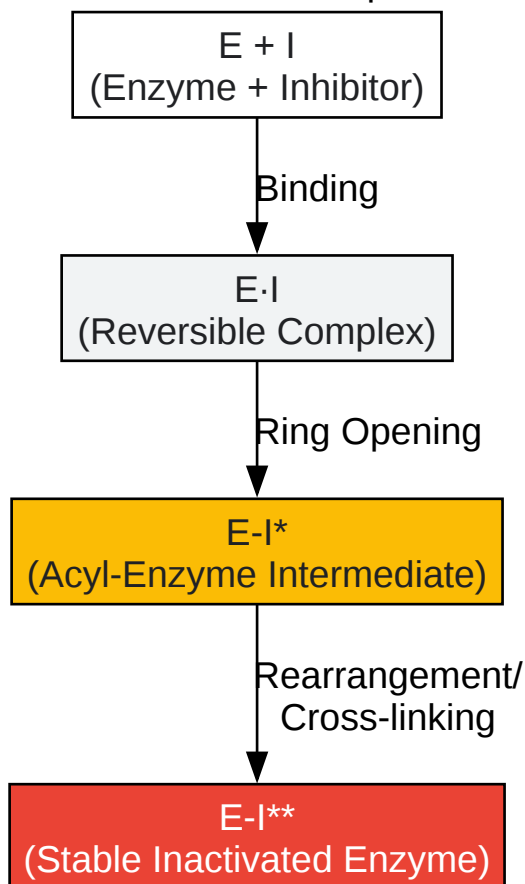 E + I
(Enzyme + Inhibitor)
Binding
E·I
(Reversible Complex)
Ring Opening
E-I*
(Acyl-Enzyme Intermediate)
Rearrangement/
Cross-linking
E-I**
(Stable Inactivated Enzyme)